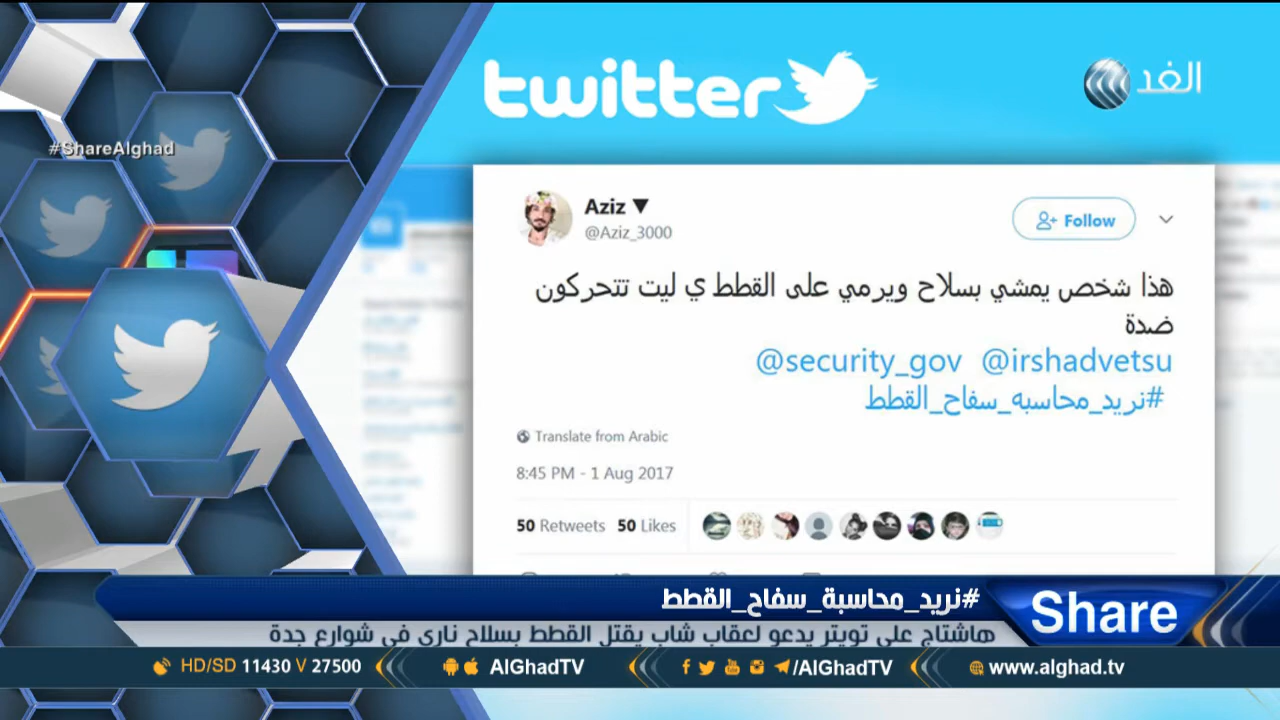 twitter
الغد
#ShareAlghad
Aziz ▼
@Aziz_3000
Follow
هذا شخص يمشي بسلاح ويرمي على القطط ي ليت تتحركون
ضدة
@security_gov @irshadvetsu
#نريد_محاسبه_سفاح_القطط
Translate from Arabic
8:45 PM - 1 Aug 2017
50 Retweets 50 Likes
#نريد_محاسبة_سفاح_القطط
Share
هاشتاج على تويتر يدعو لعقاب شاب يقتل القطط بسلاح ناري في شوارع جدة
HD/SD 11430 V 27500
AlGhadTV
/AlGhadTV
www.alghad.tv